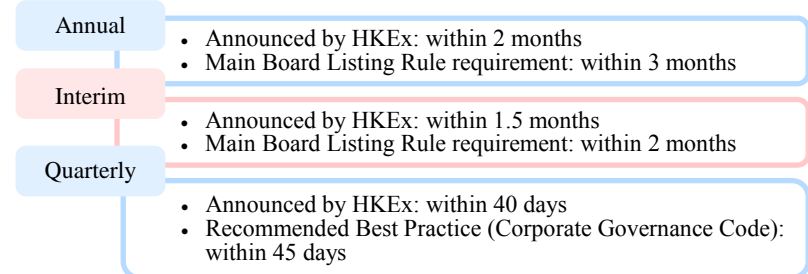 Annual
• Announced by HKEx: within 2 months
• Main Board Listing Rule requirement: within 3 months
Interim
• Announced by HKEx: within 1.5 months
• Main Board Listing Rule requirement: within 2 months
Quarterly
• Announced by HKEx: within 40 days
• Recommended Best Practice (Corporate Governance Code):
within 45 days